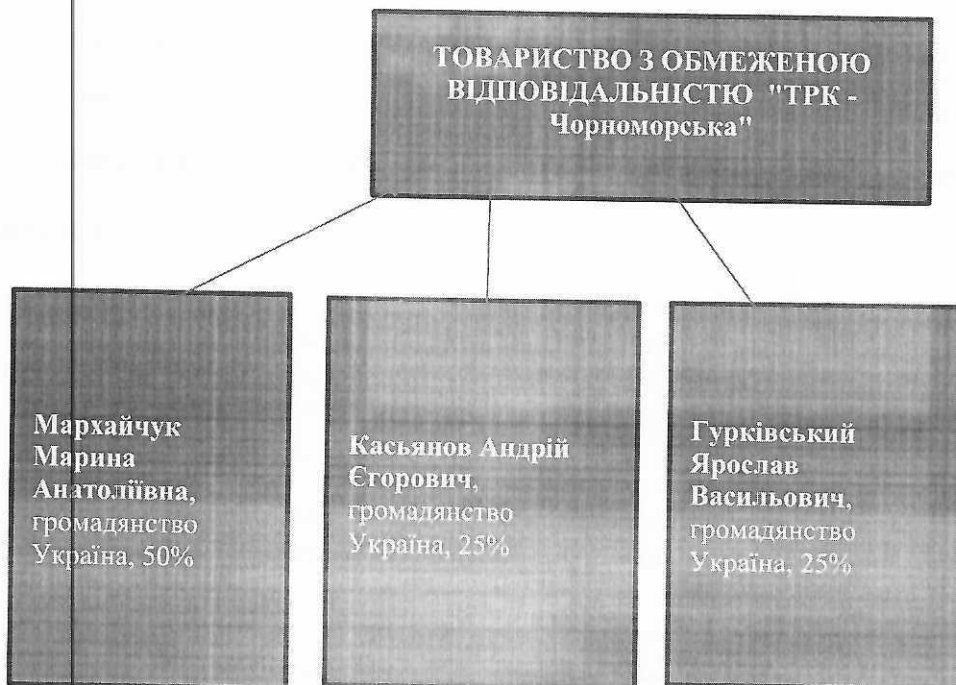 ТОВАРИСТВО З ОБМЕЖЕНОЮ
ВІДПОВІДАЛЬНІСТЮ "ТРК -
Чорноморська"
Мархайчук
Марина
Анатоліївна,
громадянство
Україна, 50%
Касьянов Андрій
Єгорович,
громадянство
Україна, 25%
Гурківський
Ярослав
Васильович,
громадянство
Україна, 25%